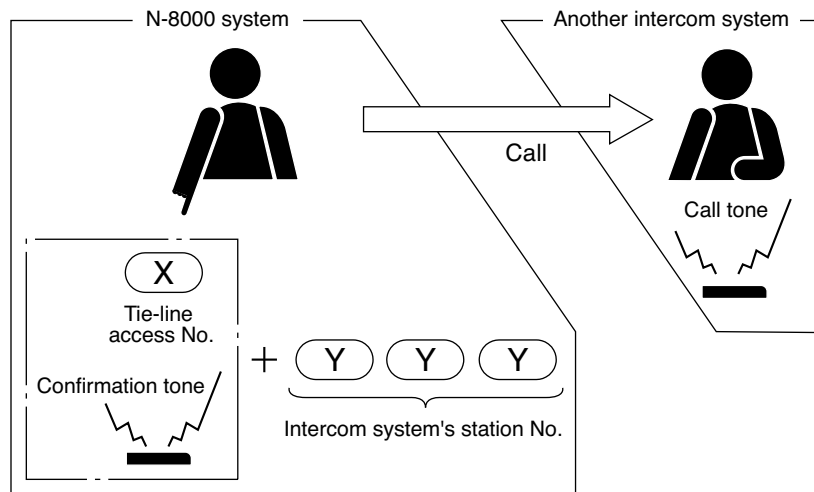 N-8000 system
Another intercom system
Call
Call tone
X
Tie-line
access No.
Confirmation tone
+
Y Y Y
Intercom system's station No.